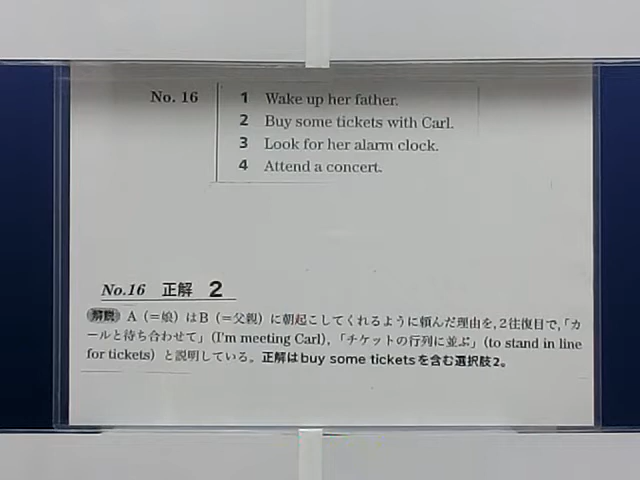 No. 16 1 Wake up her father.
2 Buy some tickets with Carl.
3 Look for her alarm clock.
4 Attend a concert.
No.16 正解 2
解説 A（＝娘）はB（＝父親）に朝起こしてくれるように頼んだ理由を，2往復目で，「カ
ールと待ち合わせて」(I'm meeting Carl)，「チケットの行列に並ぶ」(to stand in line
for tickets) と説明している。正解はbuy some ticketsを含む選択肢2。